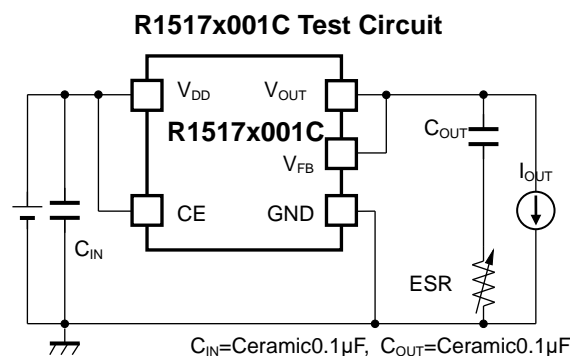 R1517x001C Test Circuit
VDD
VOUT
R1517x001C
COUT
VFB
IOUT
CE
GND
CIN
ESR
CIN=Ceramic0.1μF, COUT=Ceramic0.1μF